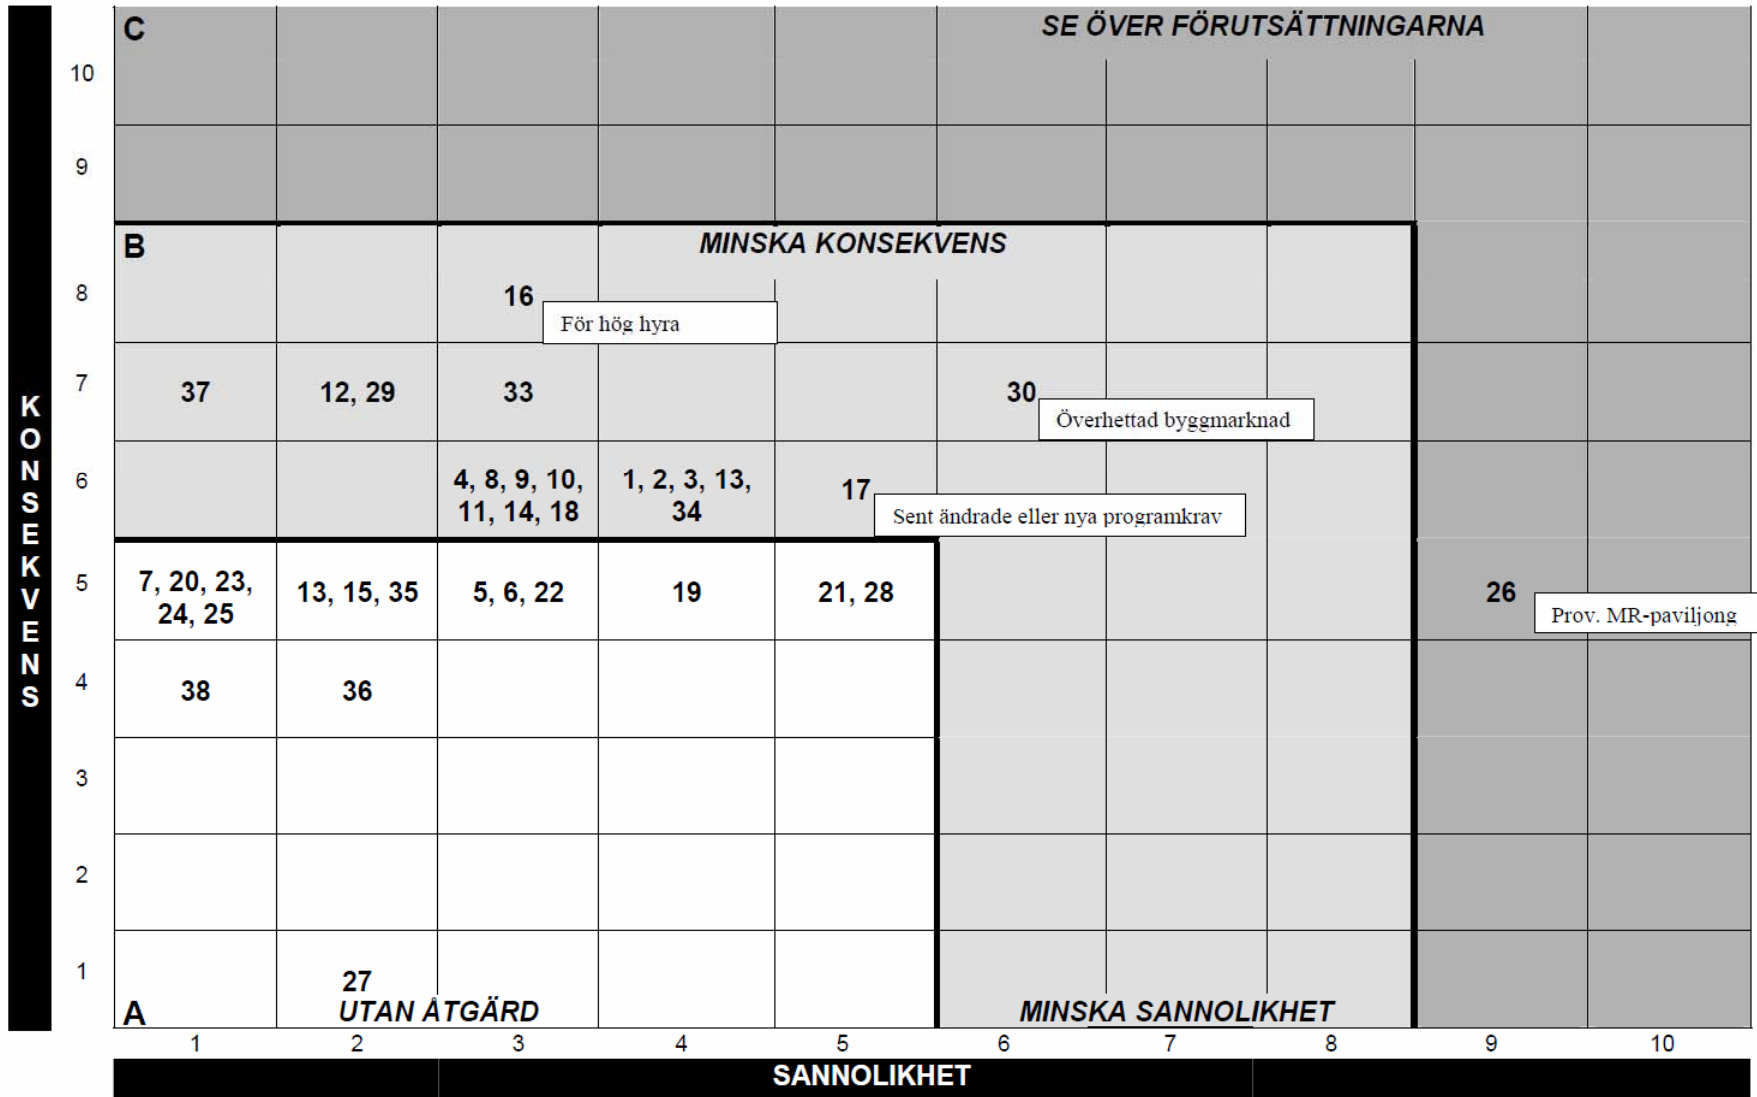 C
SE ÖVER FÖRUTSÄTTNINGARNA
10
9
B
MINSKA KONSEKVENS
8
16
För hög hyra
7
37
12, 29
33
30
Överhettad byggmarknad
6
4, 8, 9, 10,
11, 14, 18
1, 2, 3, 13,
34
17
Sent ändrade eller nya programkrav
5
7, 20, 23,
24, 25
13, 15, 35
5, 6, 22
19
21, 28
26
Prov. MR-paviljong
4
38
36
3
2
1
27
A
UTAN ÅTGÄRD
MINSKA SANNOLIKHET
1 2 3 4 5 6 7 8 9 10
SANNOLIKHET
KONSEKVENS